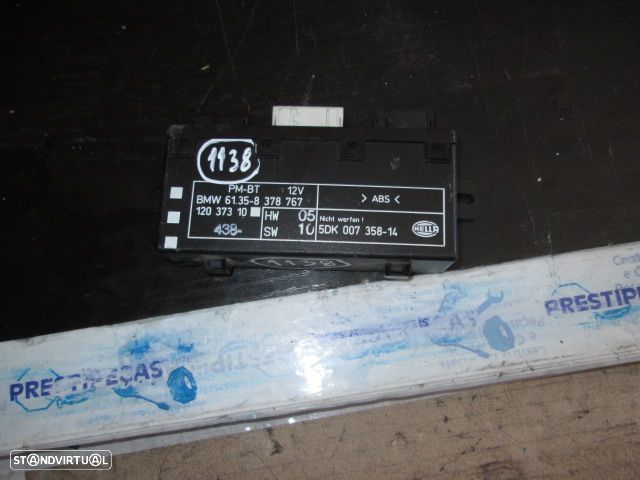 1138
PM-BT 12V
BMW 61.35-8 378 767
> ABS <
120 373 10
HW 05
Nicht werfen !
438-
SW 10
5DK 007 358-14
HELLA
1138
PRESTIPEÇAS
PRESTIPEÇAS
STANDVIRTUAL